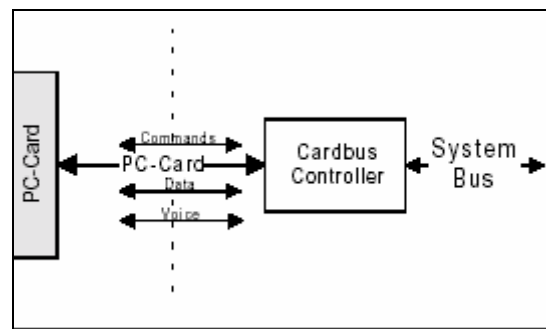 PC-Card
Commands
PC-Card
Data
Voice
Cardbus
Controller
System
Bus